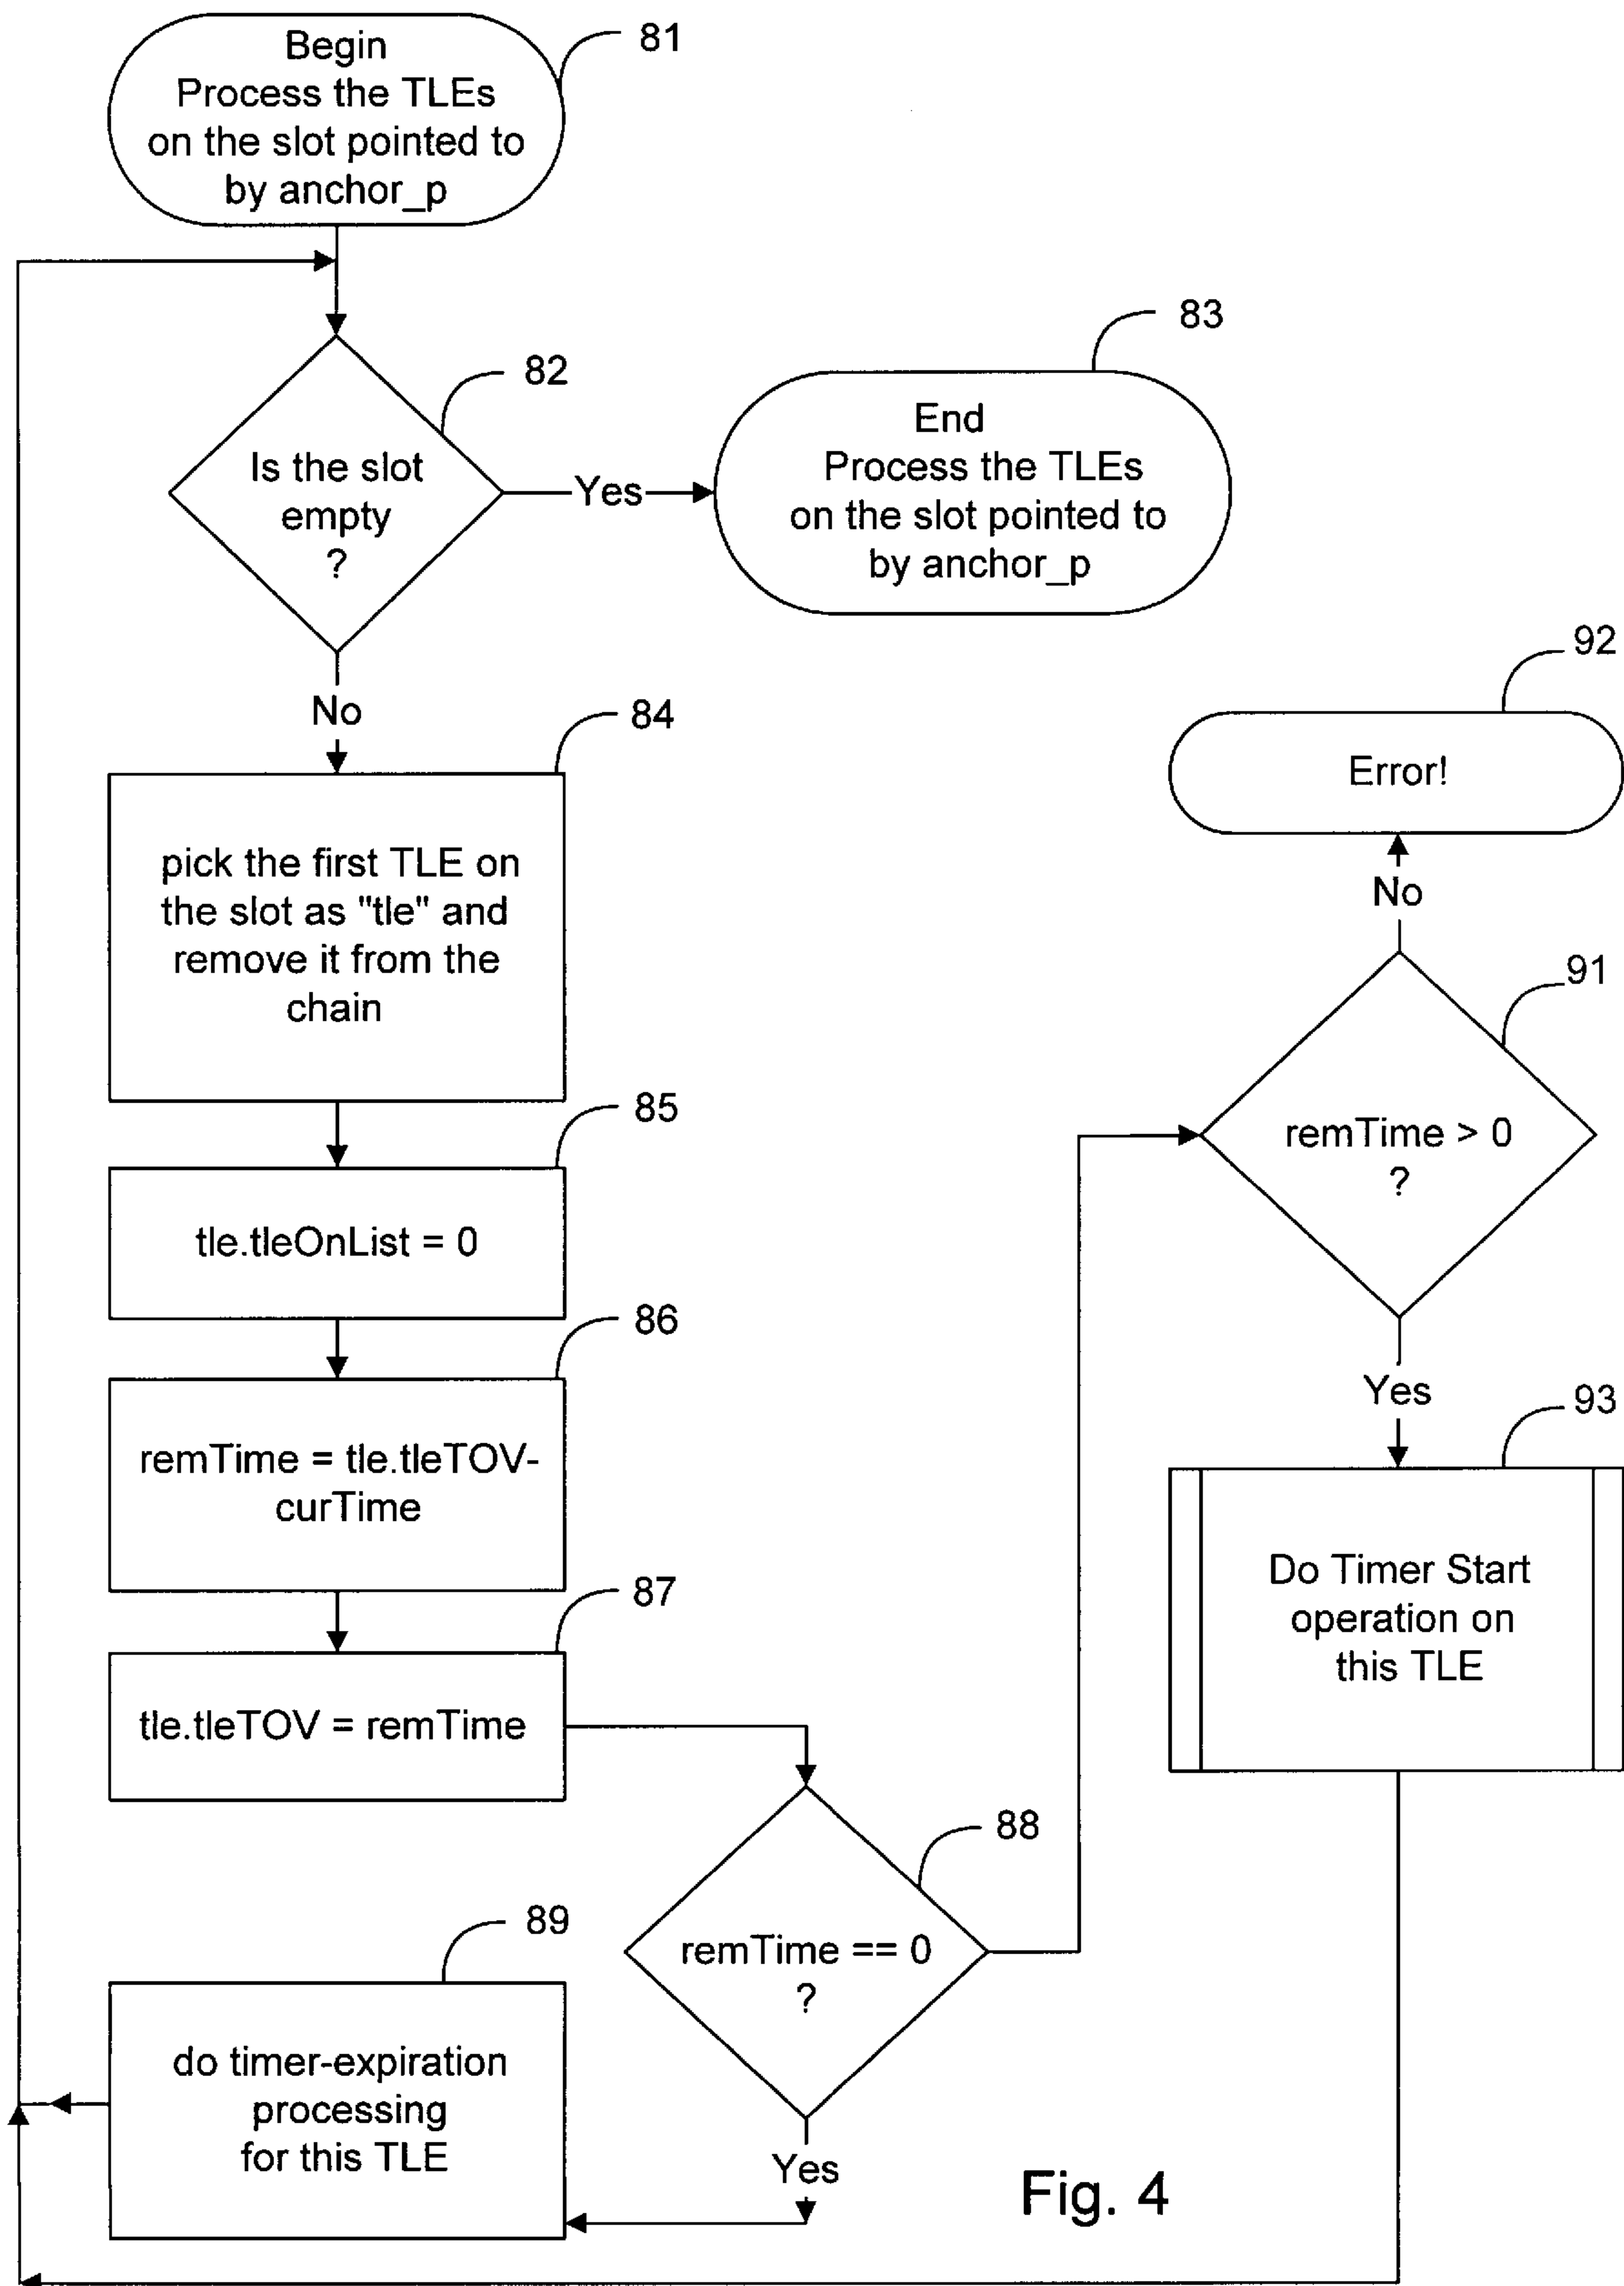 Begin
Process the TLEs
on the slot pointed to
by anchor_p
81
Is the slot
empty
?
82
Yes
End
Process the TLEs
on the slot pointed to
by anchor_p
83
No
pick the first TLE on
the slot as "tle" and
remove it from the
chain
84
tle.tleOnList = 0
85
remTime = tle.tleTOV-
curTime
86
tle.tleTOV = remTime
87
remTime == 0
?
88
Yes
do timer-expiration
processing
for this TLE
89
remTime > 0
?
91
No
Error!
92
Yes
Do Timer Start
operation on
this TLE
93
Fig. 4